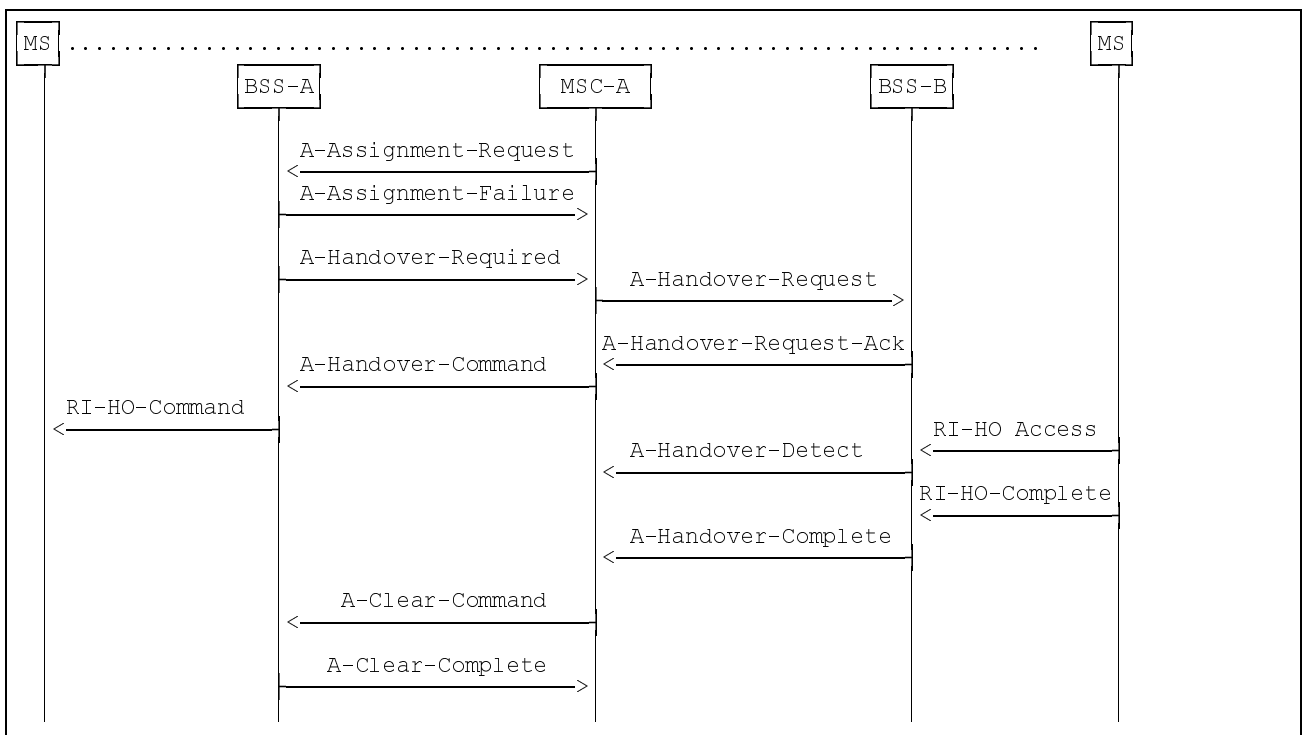 MS MS
BSS-A MSC-A BSS-B
A-Assignment-Request
A-Assignment-Failure
A-Handover-Required
A-Handover-Request
A-Handover-Request-Ack
A-Handover-Command
RI-HO-Command
RI-HO Access
A-Handover-Detect
RI-HO-Complete
A-Handover-Complete
A-Clear-Command
A-Clear-Complete